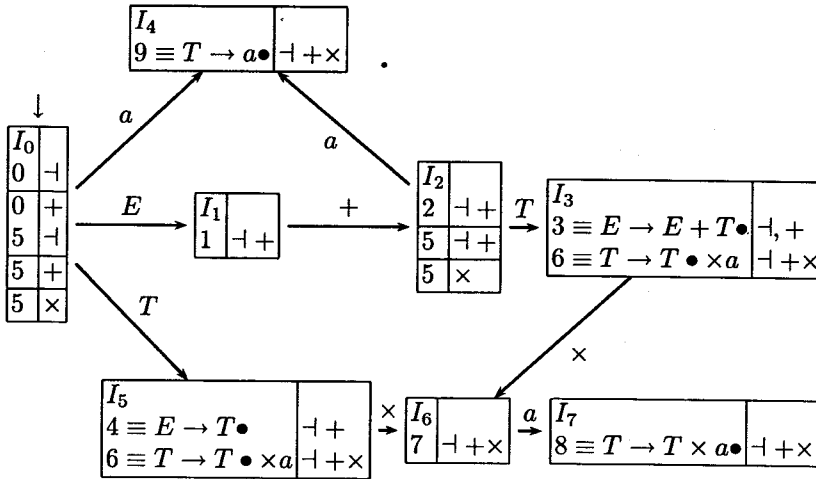 I₄
9 ≡ T → a● ⊣ + ×
↓
a
a
I₀
0 ⊣
0 +
5 ⊣
5 +
5 ×
E
I₁
1 ⊣ +
+
I₂
2 ⊣ +
5 ⊣ +
5 ×
T
I₃
3 ≡ E → E + T● ⊣, +
6 ≡ T → T ● × a ⊣ + ×
T
×
I₅
4 ≡ E → T● ⊣ +
6 ≡ T → T ● × a ⊣ + ×
×
I₆
7 ⊣ + ×
a
I₇
8 ≡ T → T × a● ⊣ + ×